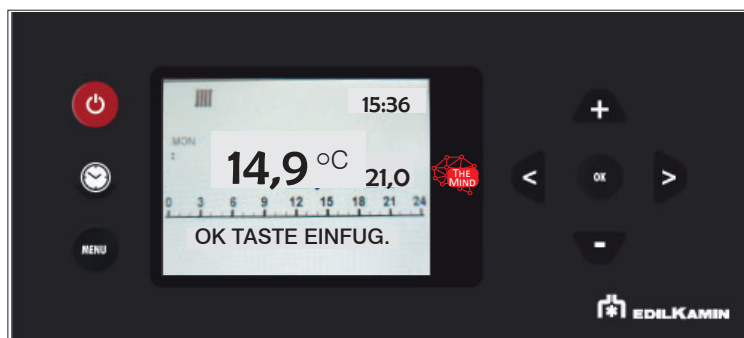 15:36
MON
14,9 °C
21,0
0 3 6 9 12 15 18 21 24
OK TASTE EINFUG.
MENU
THE
MIND
<
OK
>
+
-
EDILKAMIN